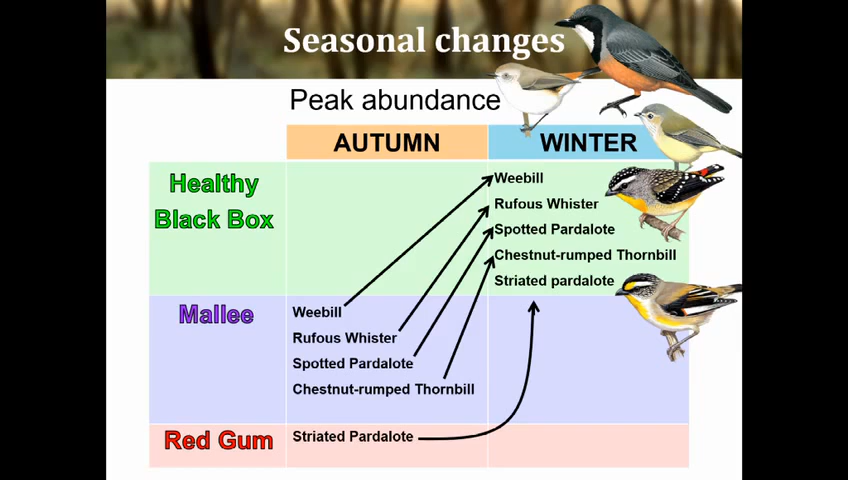 Seasonal changes
Peak abundance
AUTUMN WINTER
Healthy
Black Box
Weebill
Rufous Whister
Spotted Pardalote
Chestnut-rumped Thornbill
Striated pardalote
Mallee
Weebill
Rufous Whister
Spotted Pardalote
Chestnut-rumped Thornbill
Red Gum
Striated Pardalote